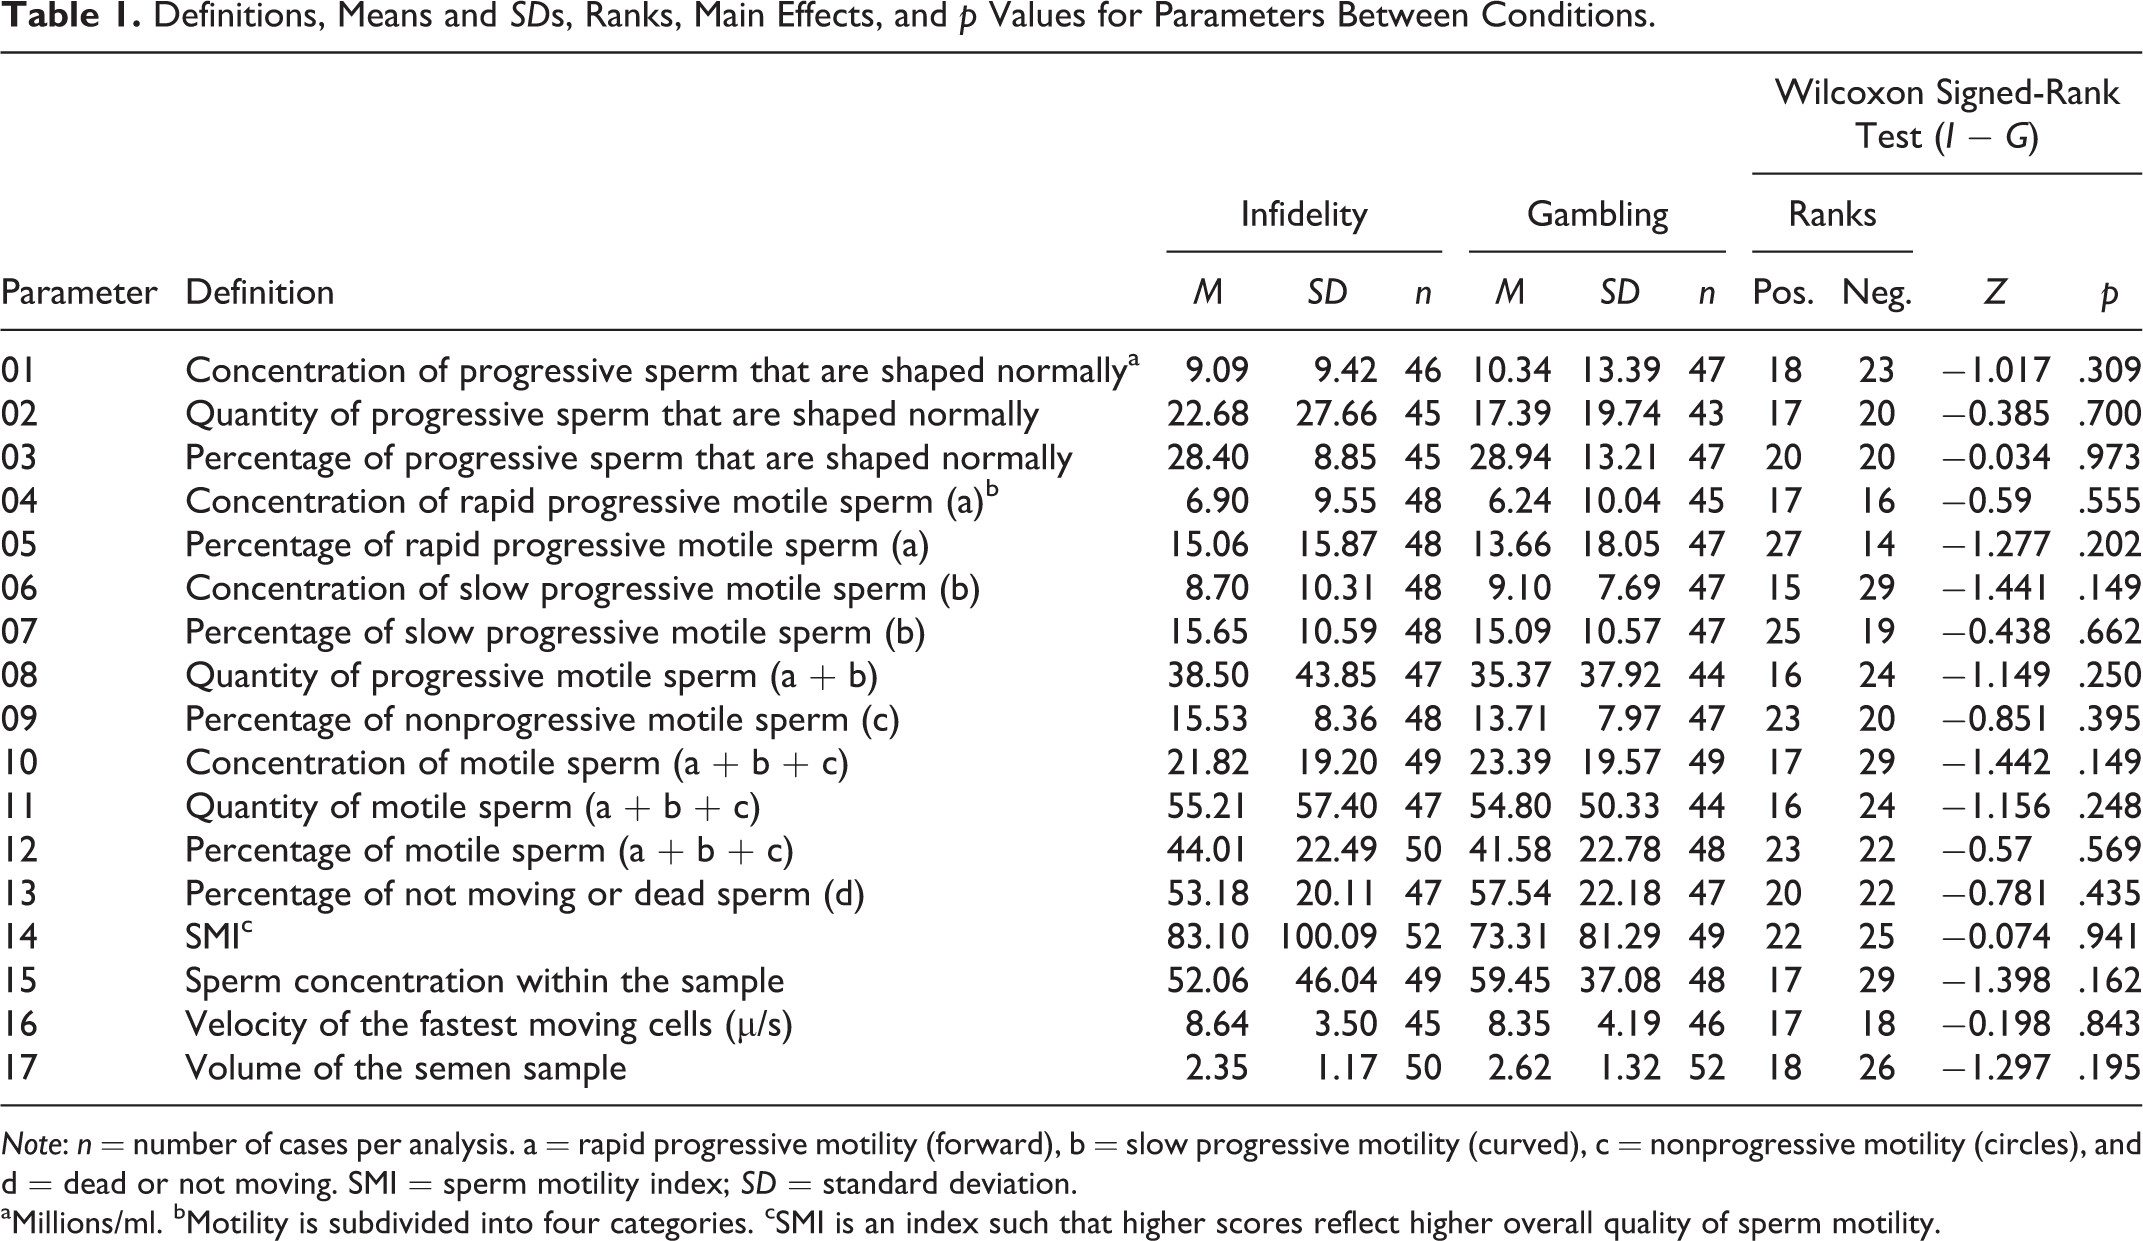 Table 1. Definitions, Means and SDs, Ranks, Main Effects, and p Values for Parameters Between Conditions.
Wilcoxon Signed-Rank
Test (I − G)
Infidelity Gambling Ranks
Parameter Definition M SD n M SD n Pos. Neg. Z p
01 Concentration of progressive sperm that are shaped normallyᵃ 9.09 9.42 46 10.34 13.39 47 18 23 −1.017 .309
02 Quantity of progressive sperm that are shaped normally 22.68 27.66 45 17.39 19.74 43 17 20 −0.385 .700
03 Percentage of progressive sperm that are shaped normally 28.40 8.85 45 28.94 13.21 47 20 20 −0.034 .973
04 Concentration of rapid progressive motile sperm (a)ᵇ 6.90 9.55 48 6.24 10.04 45 17 16 −0.59 .555
05 Percentage of rapid progressive motile sperm (a) 15.06 15.87 48 13.66 18.05 47 27 14 −1.277 .202
06 Concentration of slow progressive motile sperm (b) 8.70 10.31 48 9.10 7.69 47 15 29 −1.441 .149
07 Percentage of slow progressive motile sperm (b) 15.65 10.59 48 15.09 10.57 47 25 19 −0.438 .662
08 Quantity of progressive motile sperm (a + b) 38.50 43.85 47 35.37 37.92 44 16 24 −1.149 .250
09 Percentage of nonprogressive motile sperm (c) 15.53 8.36 48 13.71 7.97 47 23 20 −0.851 .395
10 Concentration of motile sperm (a + b + c) 21.82 19.20 49 23.39 19.57 49 17 29 −1.442 .149
11 Quantity of motile sperm (a + b + c) 55.21 57.40 47 54.80 50.33 44 16 24 −1.156 .248
12 Percentage of motile sperm (a + b + c) 44.01 22.49 50 41.58 22.78 48 23 22 −0.57 .569
13 Percentage of not moving or dead sperm (d) 53.18 20.11 47 57.54 22.18 47 20 22 −0.781 .435
14 SMIᶜ 83.10 100.09 52 73.31 81.29 49 22 25 −0.074 .941
15 Sperm concentration within the sample 52.06 46.04 49 59.45 37.08 48 17 29 −1.398 .162
16 Velocity of the fastest moving cells (μ/s) 8.64 3.50 45 8.35 4.19 46 17 18 −0.198 .843
17 Volume of the semen sample 2.35 1.17 50 2.62 1.32 52 18 26 −1.297 .195
Note: n = number of cases per analysis. a = rapid progressive motility (forward), b = slow progressive motility (curved), c = nonprogressive motility (circles), and
d = dead or not moving. SMI = sperm motility index; SD = standard deviation.
ᵃMillions/ml. ᵇMotility is subdivided into four categories. ᶜSMI is an index such that higher scores reflect higher overall quality of sperm motility.